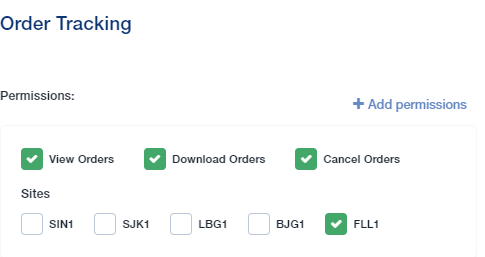 Order Tracking
Permissions:
+ Add permissions
View Orders Download Orders Cancel Orders
Sites
SIN1 SJK1 LBG1 BJG1 FLL1